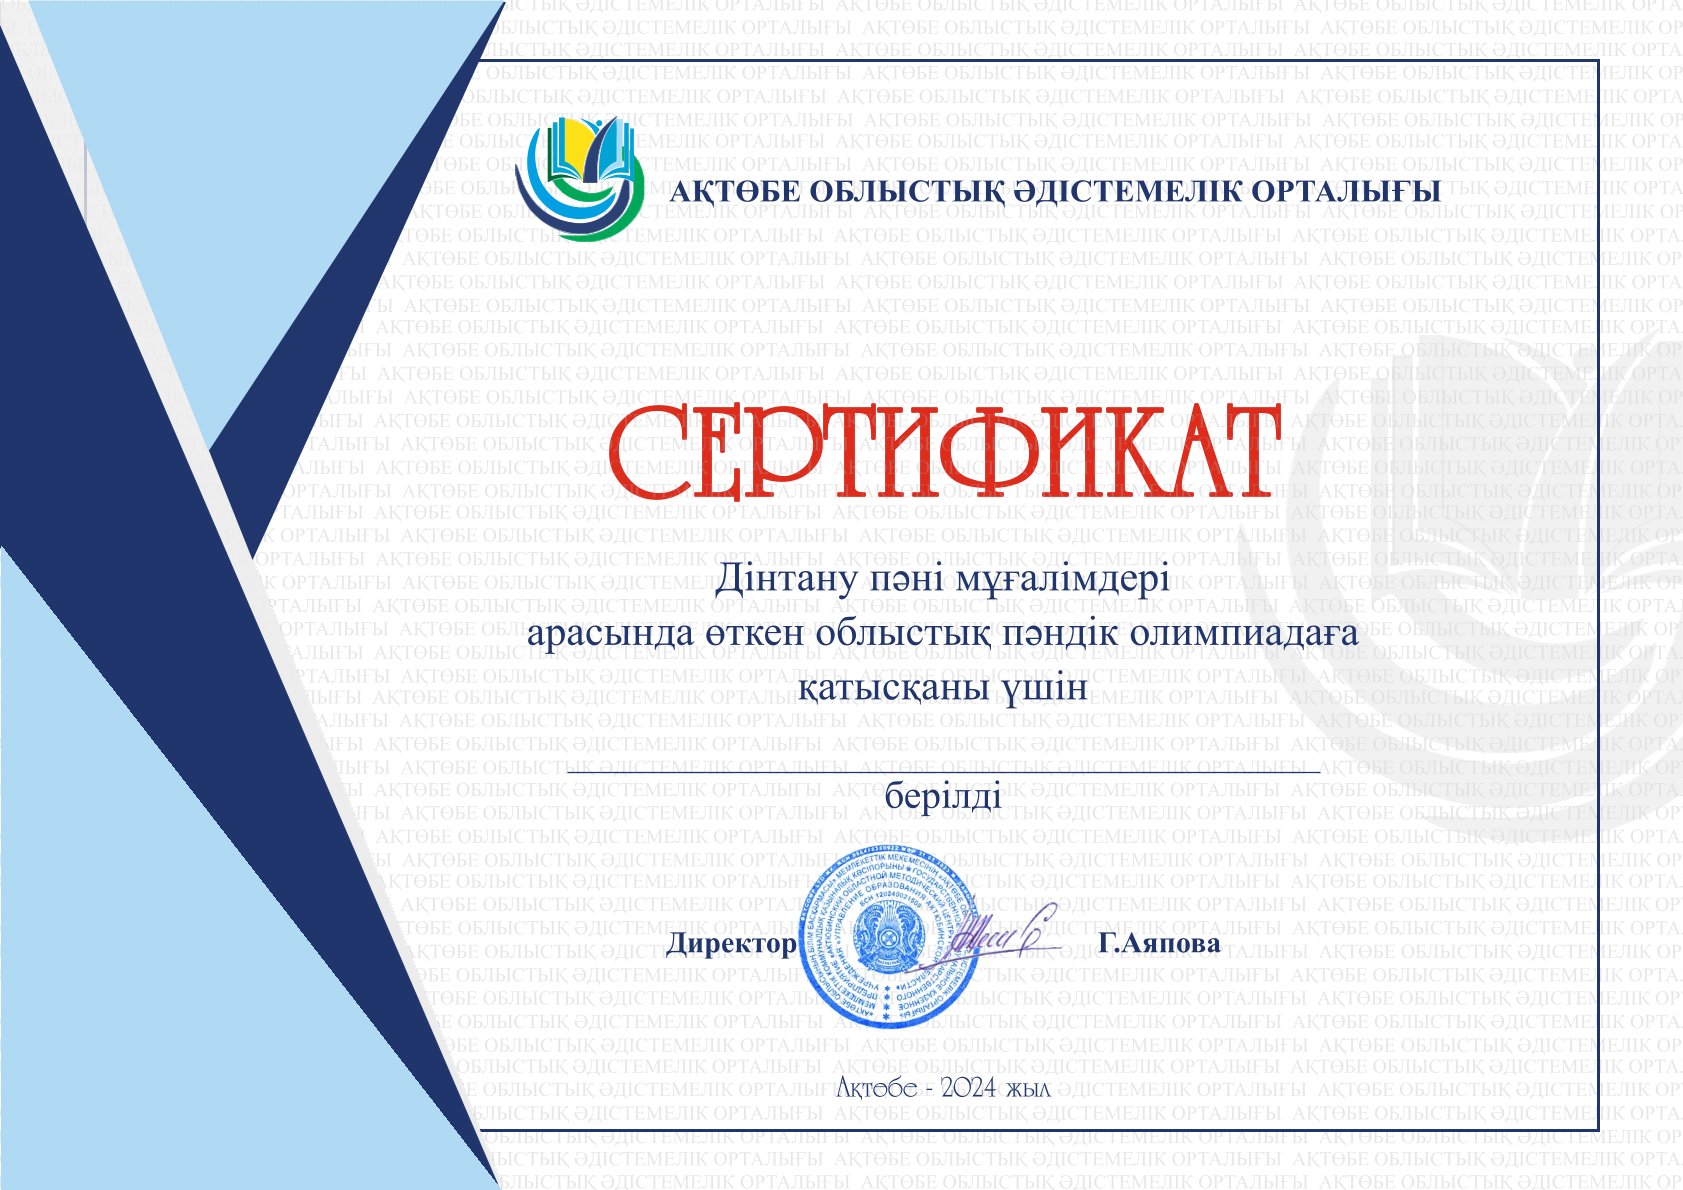 АҚТӨБЕ ОБЛЫСТЫҚ ӘДІСТЕМЕЛІК ОРТАЛЫҒЫ
СЕРТИФИКАТ
Дінтану пәні мұғалімдері
арасында өткен облыстық пәндік олимпиадаға
қатысқаны үшін
берілді
Директор
Г.Аяпова
Ақтөбе - 2024 жыл